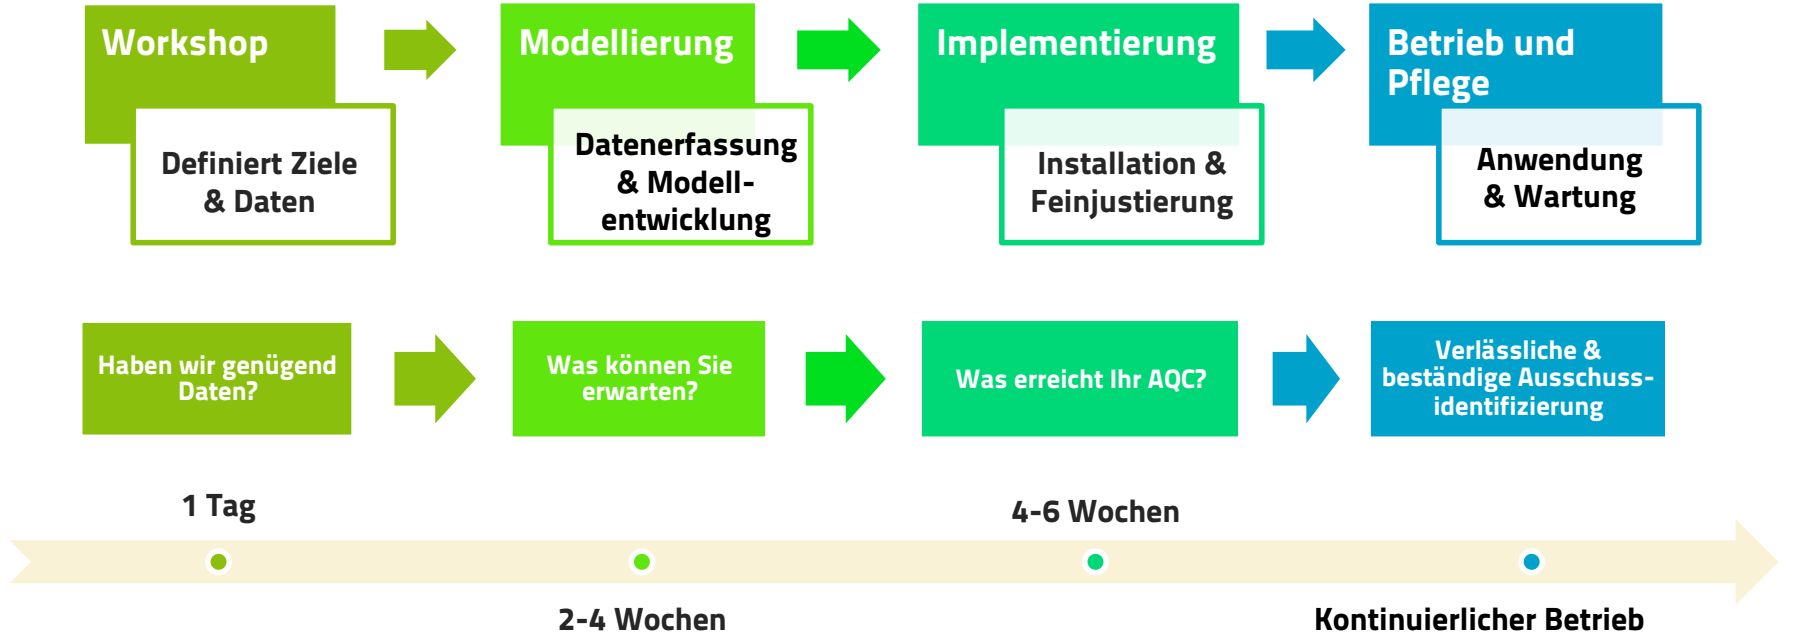 Workshop
Definiert Ziele
& Daten
Modellierung
Datenerfassung
& Modell-
entwicklung
Implementierung
Installation &
Feinjustierung
Betrieb und
Pflege
Anwendung
& Wartung
Haben wir genügend
Daten?
Was können Sie
erwarten?
Was erreicht Ihr AQC?
Verlässliche &
beständige Ausschuss-
identifizierung
1 Tag
2-4 Wochen
4-6 Wochen
Kontinuierlicher Betrieb